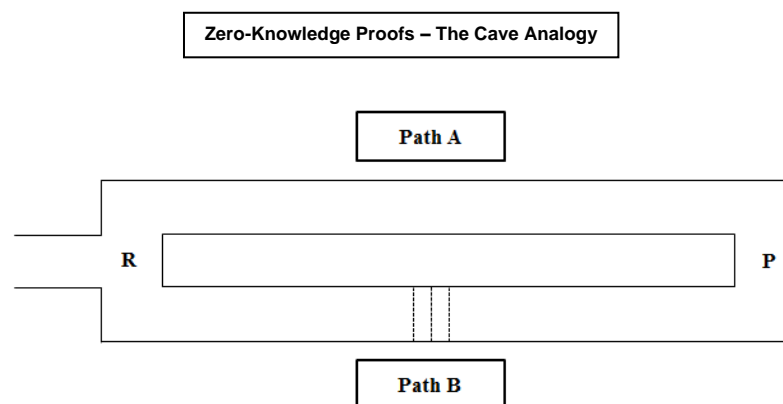 Zero-Knowledge Proofs – The Cave Analogy
Path A
R
P
Path B